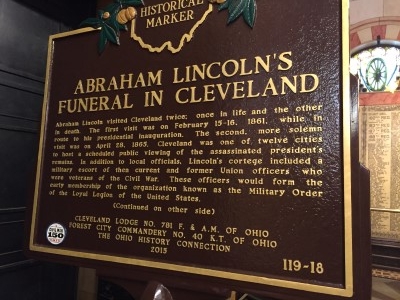 HISTORICAL
MARKER
ABRAHAM LINCOLN'S
FUNERAL IN CLEVELAND
Abraham Lincoln visited Cleveland twice; once in life and the other
in death. The first visit was on February 15-16, 1861, while in
route to his presidential inauguration. The second, more solemn
visit was on April 28, 1865. Cleveland was one of twelve cities
to host a scheduled public viewing of the assassinated president's
remains. In addition to local officials, Lincoln's cortege included a
military escort of then current and former Union officers who
were veterans of the Civil War. These officers would form the
early membership of the organization known as the Military Order
of the Loyal Legion of the United States.
(Continued on other side)
CLEVELAND LODGE NO. 781 F. & A.M. OF OHIO
FOREST CITY COMMANDERY NO. 40 K.T. OF OHIO
THE OHIO HISTORY CONNECTION
2015
150
119-18